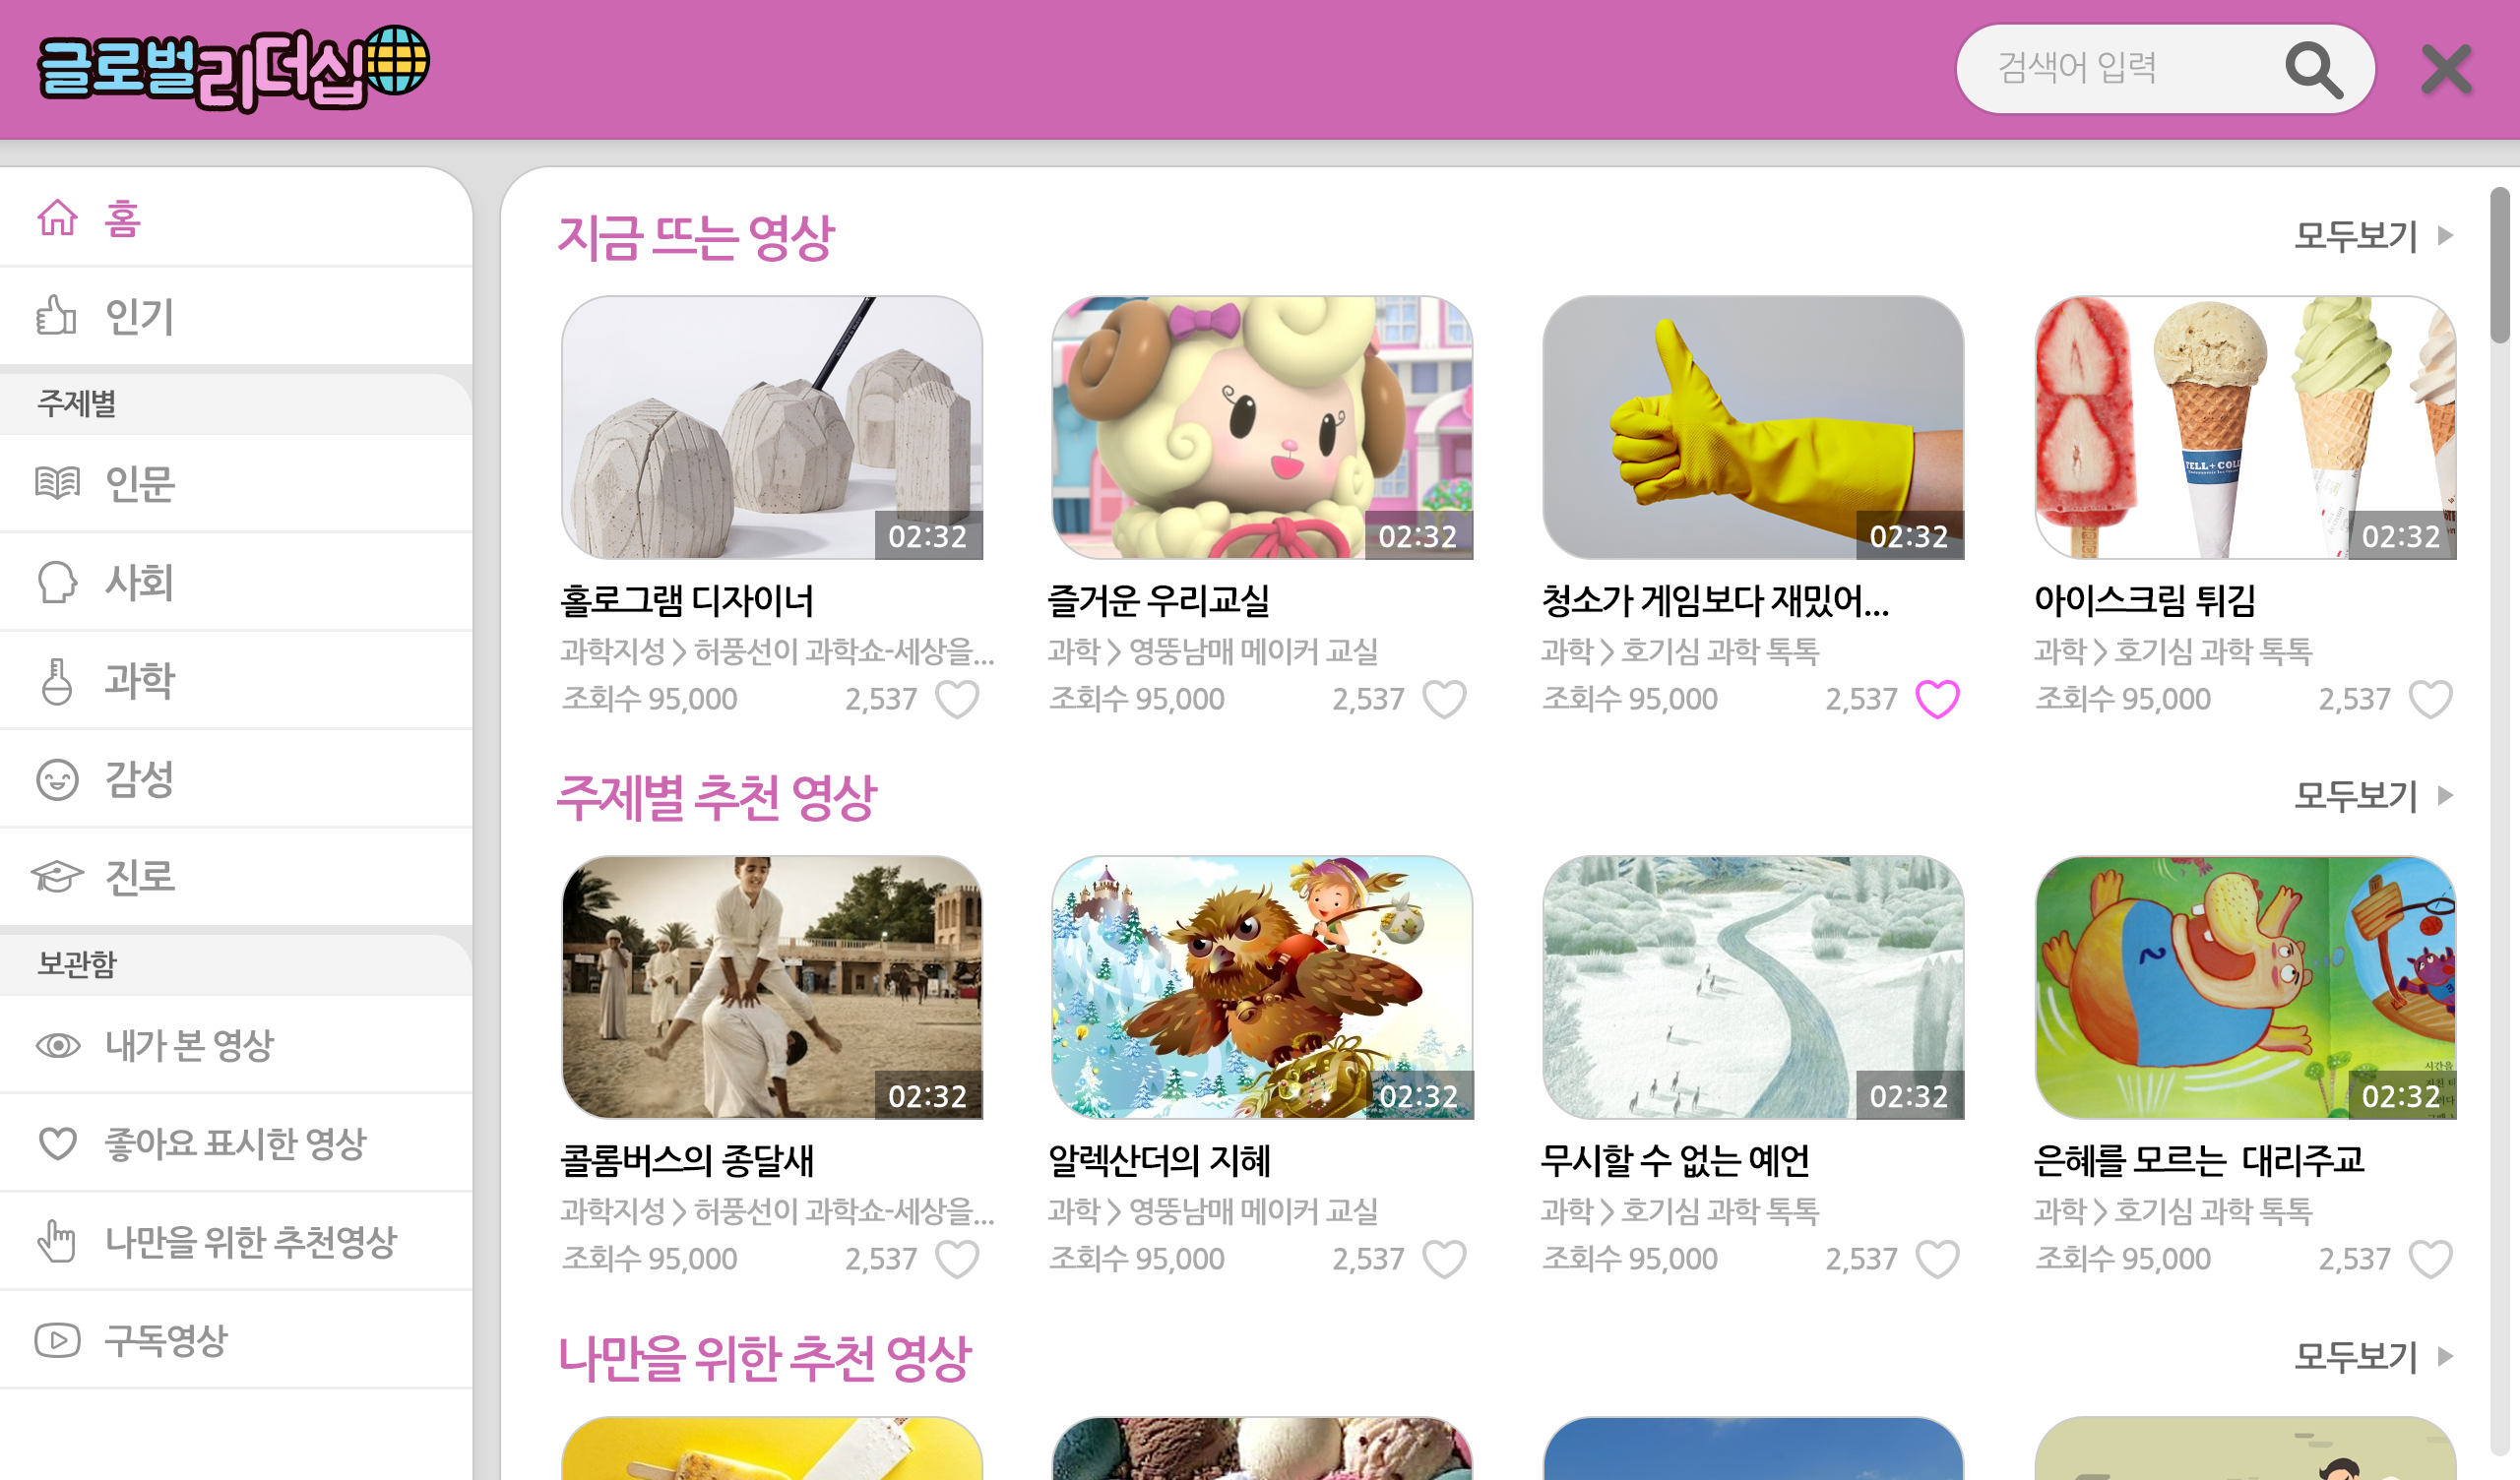 글로벌리더십
검색어 입력
홈
인기
주제별
인문
사회
과학
감성
진로
보관함
내가 본 영상
좋아요 표시한 영상
나만을 위한 추천영상
구독영상
지금 뜨는 영상
모두보기
02:32
02:32
02:32
02:32
홀로그램 디자이너
즐거운 우리교실
청소가 게임보다 재밌어...
아이스크림 튀김
과학지성 > 허풍선이 과학쇼-세상을...
과학 > 영뚱남매 메이커 교실
과학 > 호기심 과학 톡톡
과학 > 호기심 과학 톡톡
조회수 95,000 2,537
조회수 95,000 2,537
조회수 95,000 2,537
조회수 95,000 2,537
주제별 추천 영상
모두보기
2
시간을
02:32
02:32
02:32
02:32
콜롬버스의 종달새
알렉산더의 지혜
무시할 수 없는 예언
은혜를 모르는 대리주교
과학지성 > 허풍선이 과학쇼-세상을...
과학 > 영뚱남매 메이커 교실
과학 > 호기심 과학 톡톡
과학 > 호기심 과학 톡톡
조회수 95,000 2,537
조회수 95,000 2,537
조회수 95,000 2,537
조회수 95,000 2,537
나만을 위한 추천 영상
모두보기